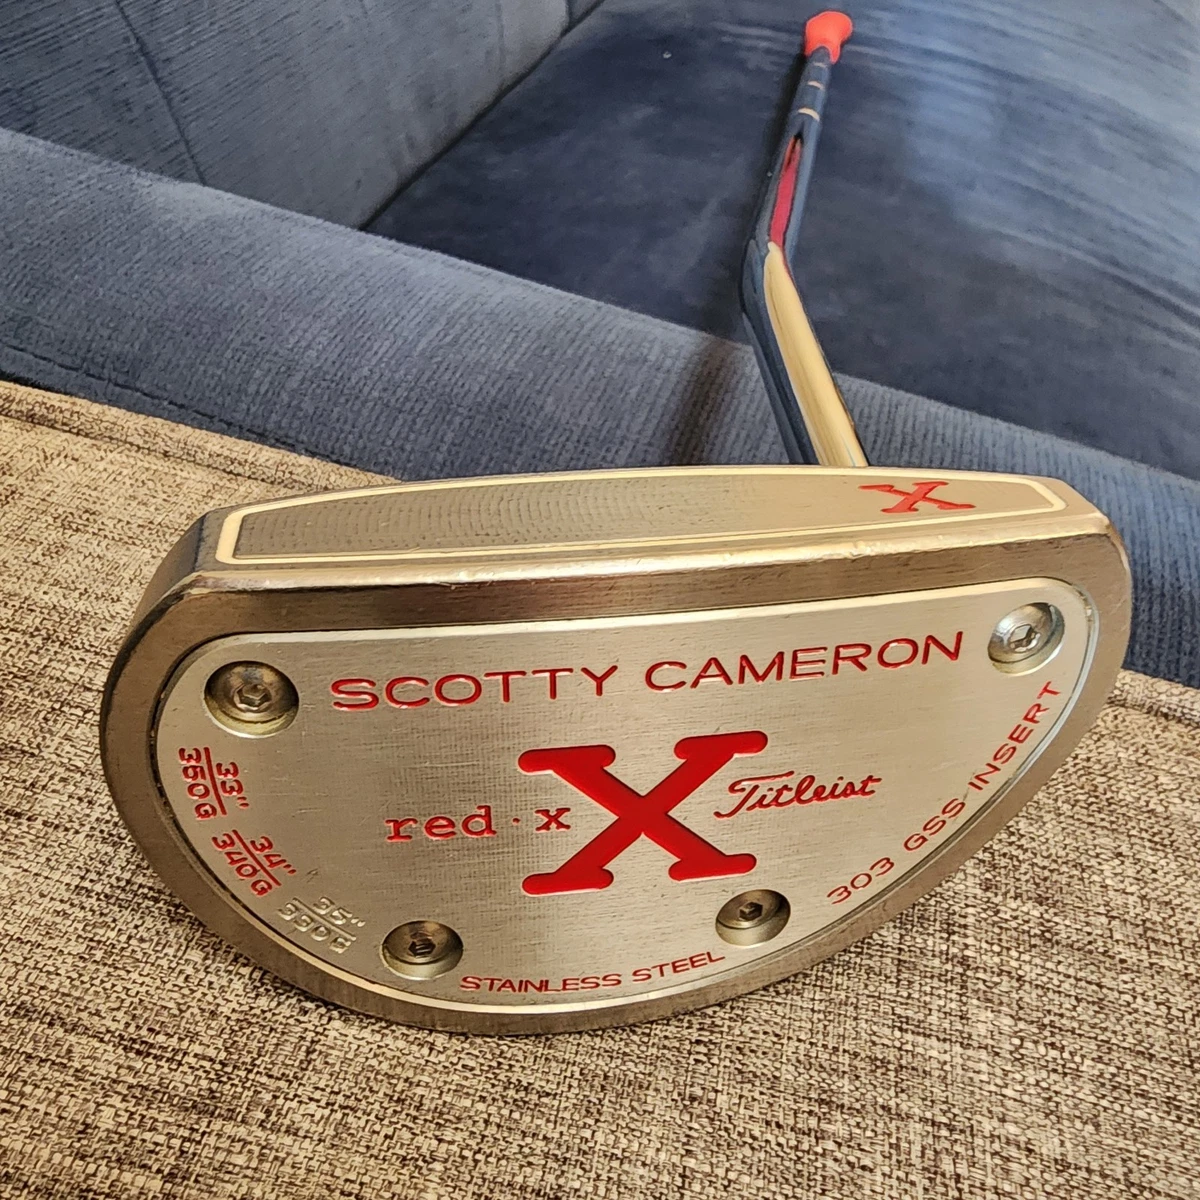 X
SCOTTY CAMERON
red·x X Titleist
33"
350G
34"
340G
35"
330G
303 GSS INSERT
STAINLESS STEEL